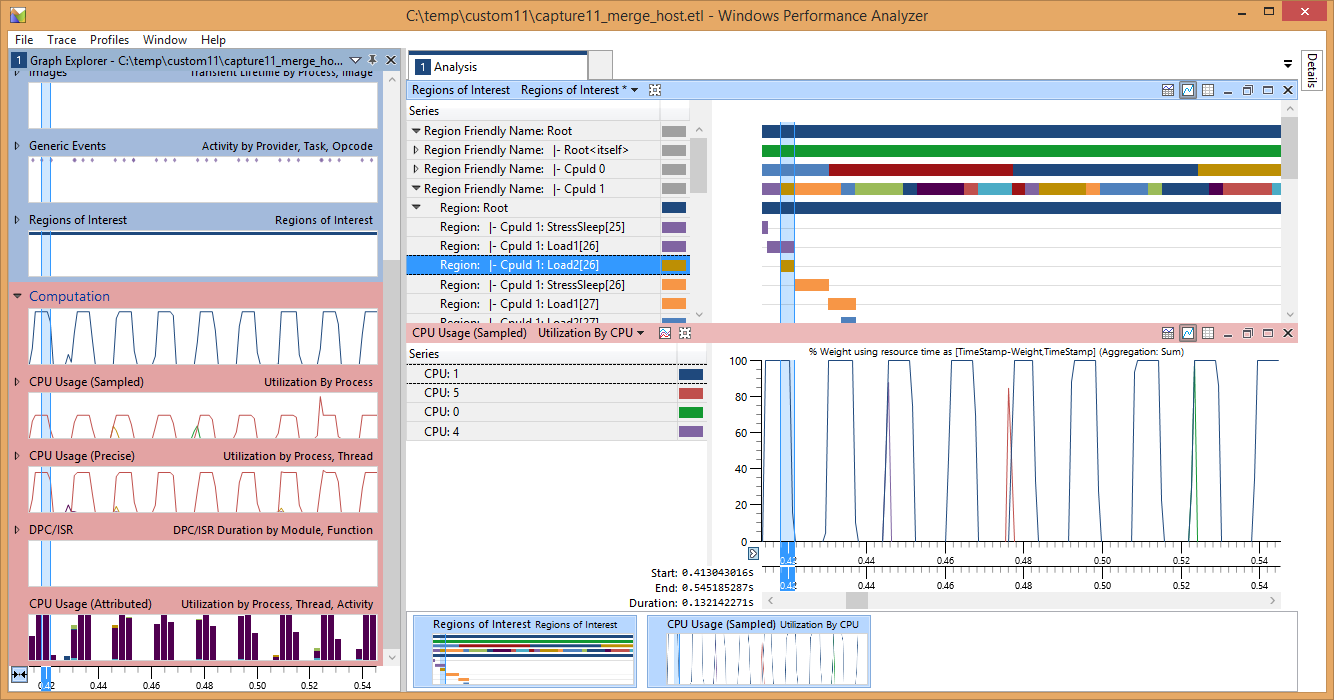 C:\temp\custom11\capture11_merge_host.etl - Windows Performance Analyzer
File Trace Profiles Window Help
1 Graph Explorer - C:\temp\custom11\capture11_merge_ho...
Images Transient Lifetime By Process, Image
Generic Events Activity by Provider, Task, Opcode
Regions of Interest Regions of Interest
Computation
CPU Usage (Sampled) Utilization By Process
CPU Usage (Precise) Utilization by Process, Thread
DPC/ISR DPC/ISR Duration by Module, Function
CPU Usage (Attributed) Utilization by Process, Thread, Activity
0.42 0.44 0.46 0.48 0.50 0.52 0.54
1 Analysis
Details
Regions of Interest Regions of Interest *
Series
Region Friendly Name: Root
Region Friendly Name: |- Root<itself>
Region Friendly Name: |- CpuId 0
Region Friendly Name: |- CpuId 1
Region: Root
Region: |- CpuId 1: StressSleep[25]
Region: |- CpuId 1: Load1[26]
Region: |- CpuId 1: Load2[26]
Region: |- CpuId 1: StressSleep[26]
Region: |- CpuId 1: Load1[27]
Region: |- CpuId 1: Load2[27]
CPU Usage (Sampled) Utilization By CPU
Series
CPU: 1
CPU: 5
CPU: 0
CPU: 4
% Weight using resource time as [TimeStamp-Weight,TimeStamp] (Aggregation: Sum)
100
80
60
40
20
0
0.42 0.44 0.46 0.48 0.50 0.52 0.54
0.42 0.44 0.46 0.48 0.50 0.52 0.54
Start: 0.413043016s
End: 0.545185287s
Duration: 0.132142271s
Regions of Interest Regions of Interest
CPU Usage (Sampled) Utilization By CPU